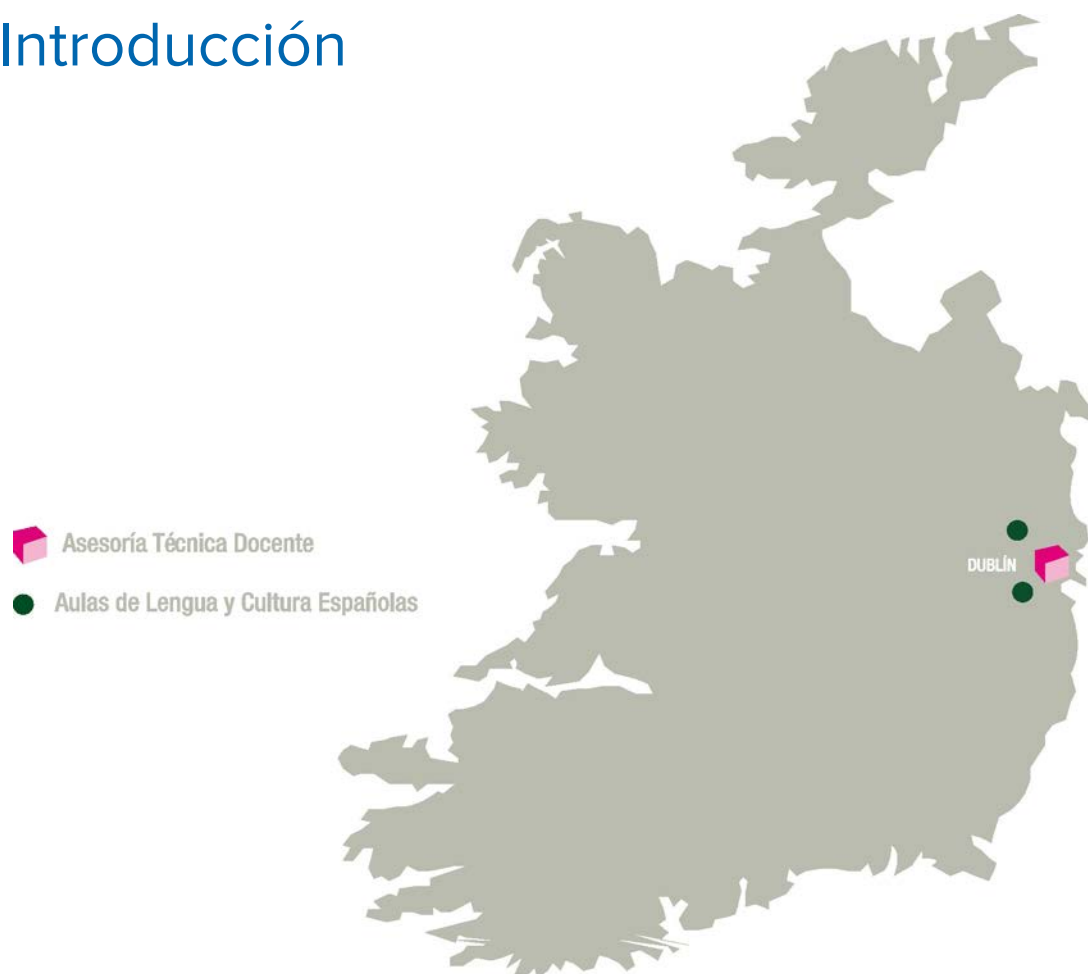 Introducción
Asesoría Técnica Docente
Aulas de Lengua y Cultura Españolas
DUBLÍN